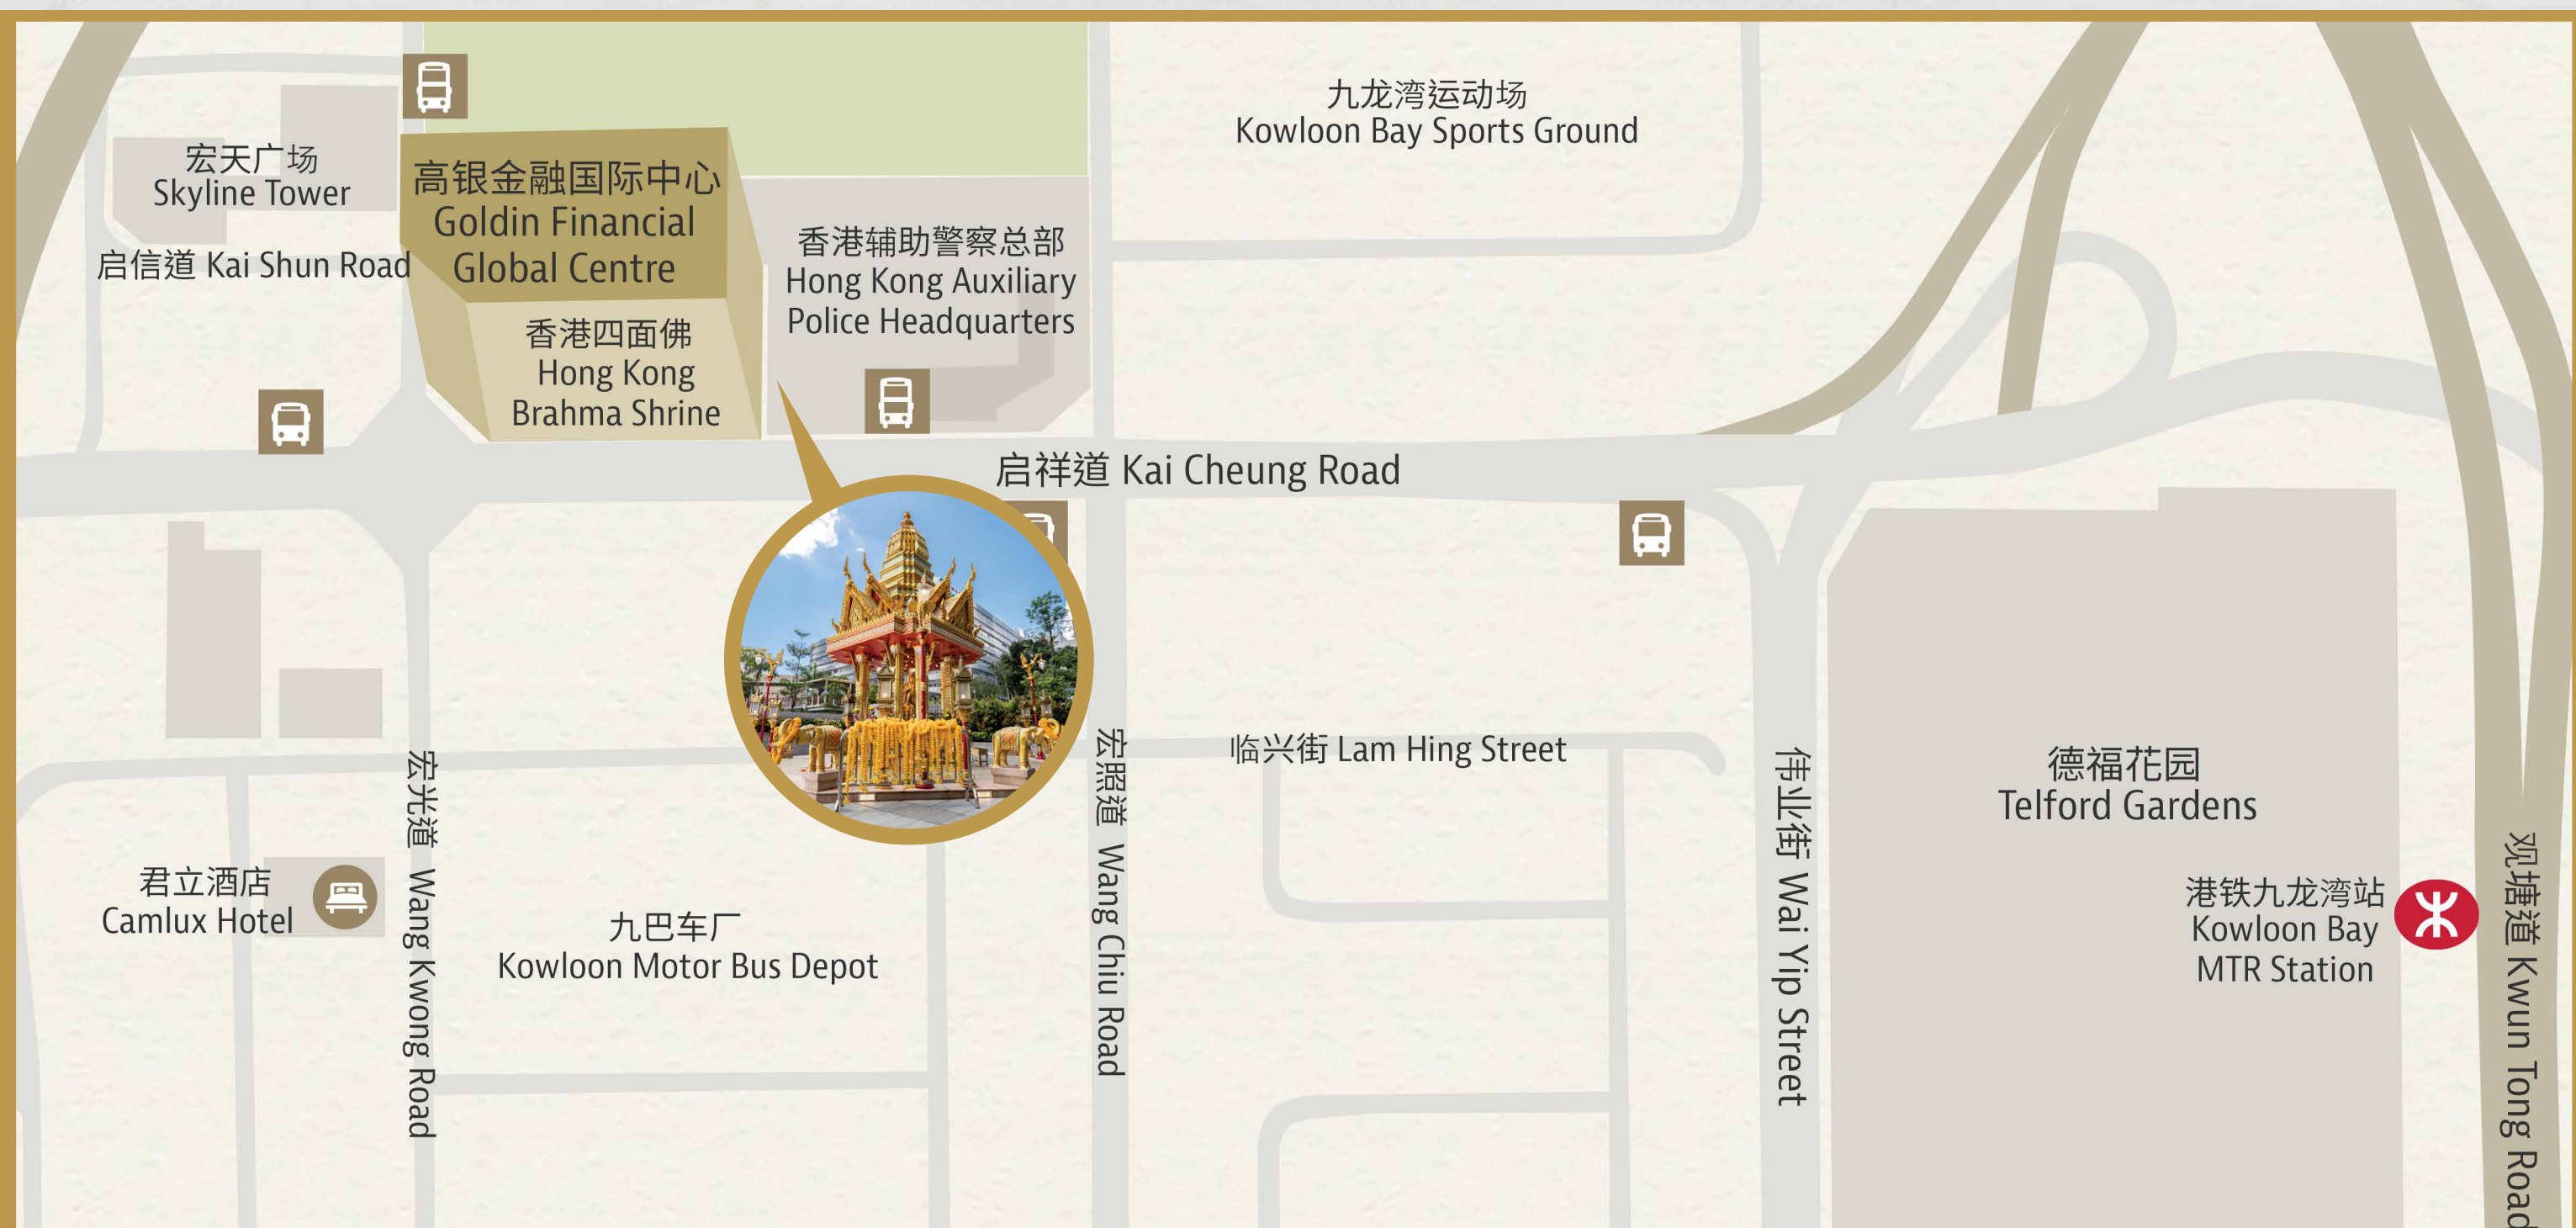 九龙湾运动场
Kowloon Bay Sports Ground
宏天广场
Skyline Tower
高银金融国际中心
Goldin Financial
Global Centre
香港辅助警察总部
Hong Kong Auxiliary
Police Headquarters
启信道 Kai Shun Road
香港四面佛
Hong Kong
Brahma Shrine
启祥道 Kai Cheung Road
临兴街 Lam Hing Street
宏光道 Wang Kwong Road
宏照道 Wang Chiu Road
伟业街 Wai Yip Street
德福花园
Telford Gardens
君立酒店
Camlux Hotel
九巴车厂
Kowloon Motor Bus Depot
港铁九龙湾站
Kowloon Bay
MTR Station
观塘道 Kwun Tong Road